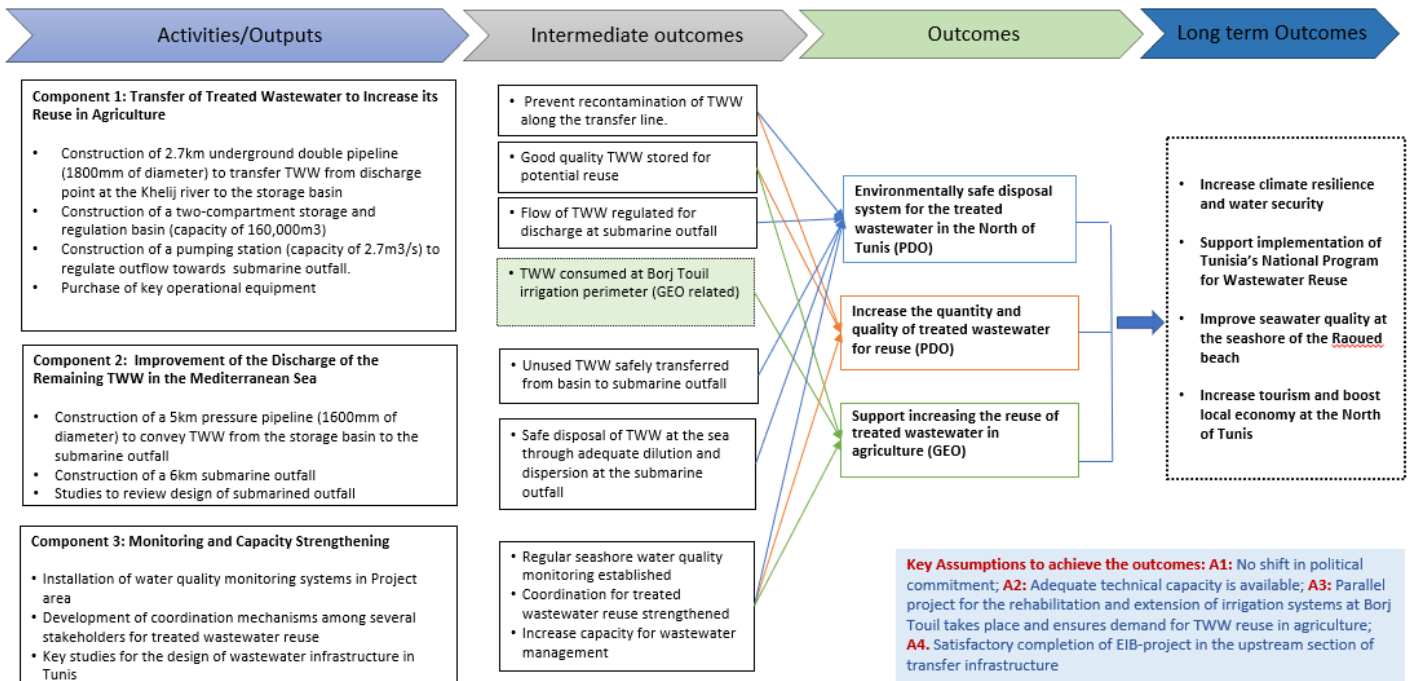 Activities/Outputs
Intermediate outcomes
Outcomes
Long term Outcomes
Component 1: Transfer of Treated Wastewater to Increase its
Reuse in Agriculture
• Construction of 2.7km underground double pipeline
(1800mm of diameter) to transfer TWW from discharge
point at the Khelij river to the storage basin
• Construction of a two-compartment storage and
regulation basin (capacity of 160,000m3)
• Construction of a pumping station (capacity of 2.7m3/s) to
regulate outflow towards submarine outfall.
• Purchase of key operational equipment
Component 2: Improvement of the Discharge of the
Remaining TWW in the Mediterranean Sea
• Construction of a 5km pressure pipeline (1600mm of
diameter) to convey TWW from the storage basin to the
submarine outfall
• Construction of a 6km submarine outfall
• Studies to review design of submarined outfall
Component 3: Monitoring and Capacity Strengthening
• Installation of water quality monitoring systems in Project
area
• Development of coordination mechanisms among several
stakeholders for treated wastewater reuse
• Key studies for the design of wastewater infrastructure in
Tunis
• Prevent recontamination of TWW
along the transfer line.
• Good quality TWW stored for
potential reuse
• Flow of TWW regulated for
discharge at submarine outfall
• TWW consumed at Borj Touil
irrigation perimeter (GEO related)
• Unused TWW safely transferred
from basin to submarine outfall
• Safe disposal of TWW at the sea
through adequate dilution and
dispersion at the submarine
outfall
• Regular seashore water quality
monitoring established
• Coordination for treated
wastewater reuse strengthened
• Increase capacity for wastewater
management
Environmentally safe disposal
system for the treated
wastewater in the North of
Tunis (PDO)
Increase the quantity and
quality of treated wastewater
for reuse (PDO)
Support increasing the reuse of
treated wastewater in
agriculture (GEO)
• Increase climate resilience
and water security
• Support implementation of
Tunisia's National Program
for Wastewater Reuse
• Improve seawater quality at
the seashore of the Raoued
beach
• Increase tourism and boost
local economy at the North
of Tunis
Key Assumptions to achieve the outcomes: A1: No shift in political
commitment; A2: Adequate technical capacity is available; A3: Parallel
project for the rehabilitation and extension of irrigation systems at Borj
Touil takes place and ensures demand for TWW reuse in agriculture;
A4. Satisfactory completion of EIB-project in the upstream section of
transfer infrastructure